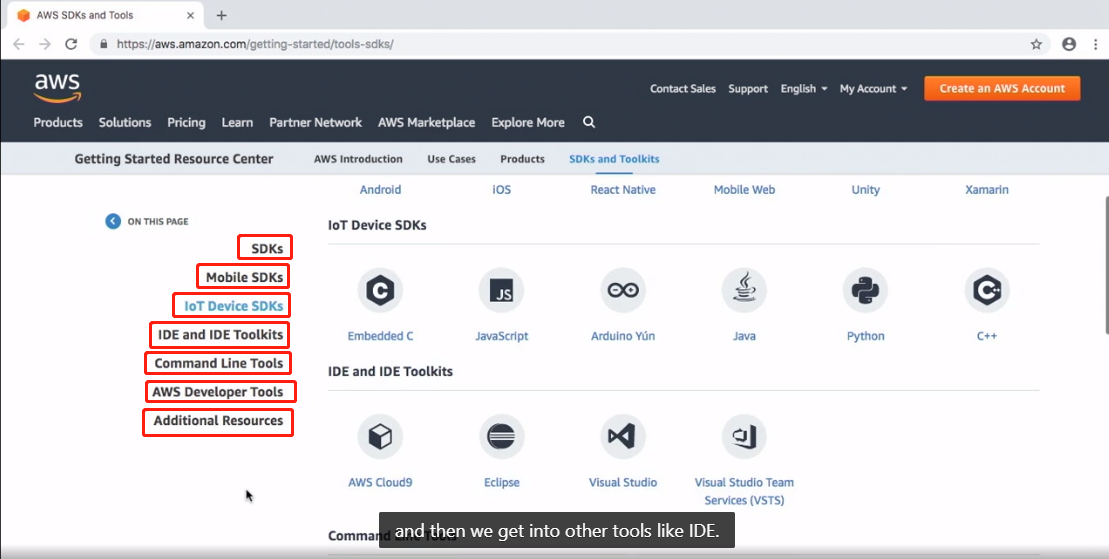 AWS SDKs and Tools
https://aws.amazon.com/getting-started/tools-sdks/
aws
Contact Sales Support English My Account Create an AWS Account
Products Solutions Pricing Learn Partner Network AWS Marketplace Explore More
Getting Started Resource Center AWS Introduction Use Cases Products SDKs and Toolkits
Android iOS React Native Mobile Web Unity Xamarin
ON THIS PAGE
SDKs
Mobile SDKs
IoT Device SDKs
IDE and IDE Toolkits
Command Line Tools
AWS Developer Tools
Additional Resources
IoT Device SDKs
C JS C++
Embedded C JavaScript Arduino Yún Java Python C++
IDE and IDE Toolkits
AWS Cloud9 Eclipse Visual Studio Visual Studio Team
Services (VSTS)
and then we get into other tools like IDE.
Command Line Tools